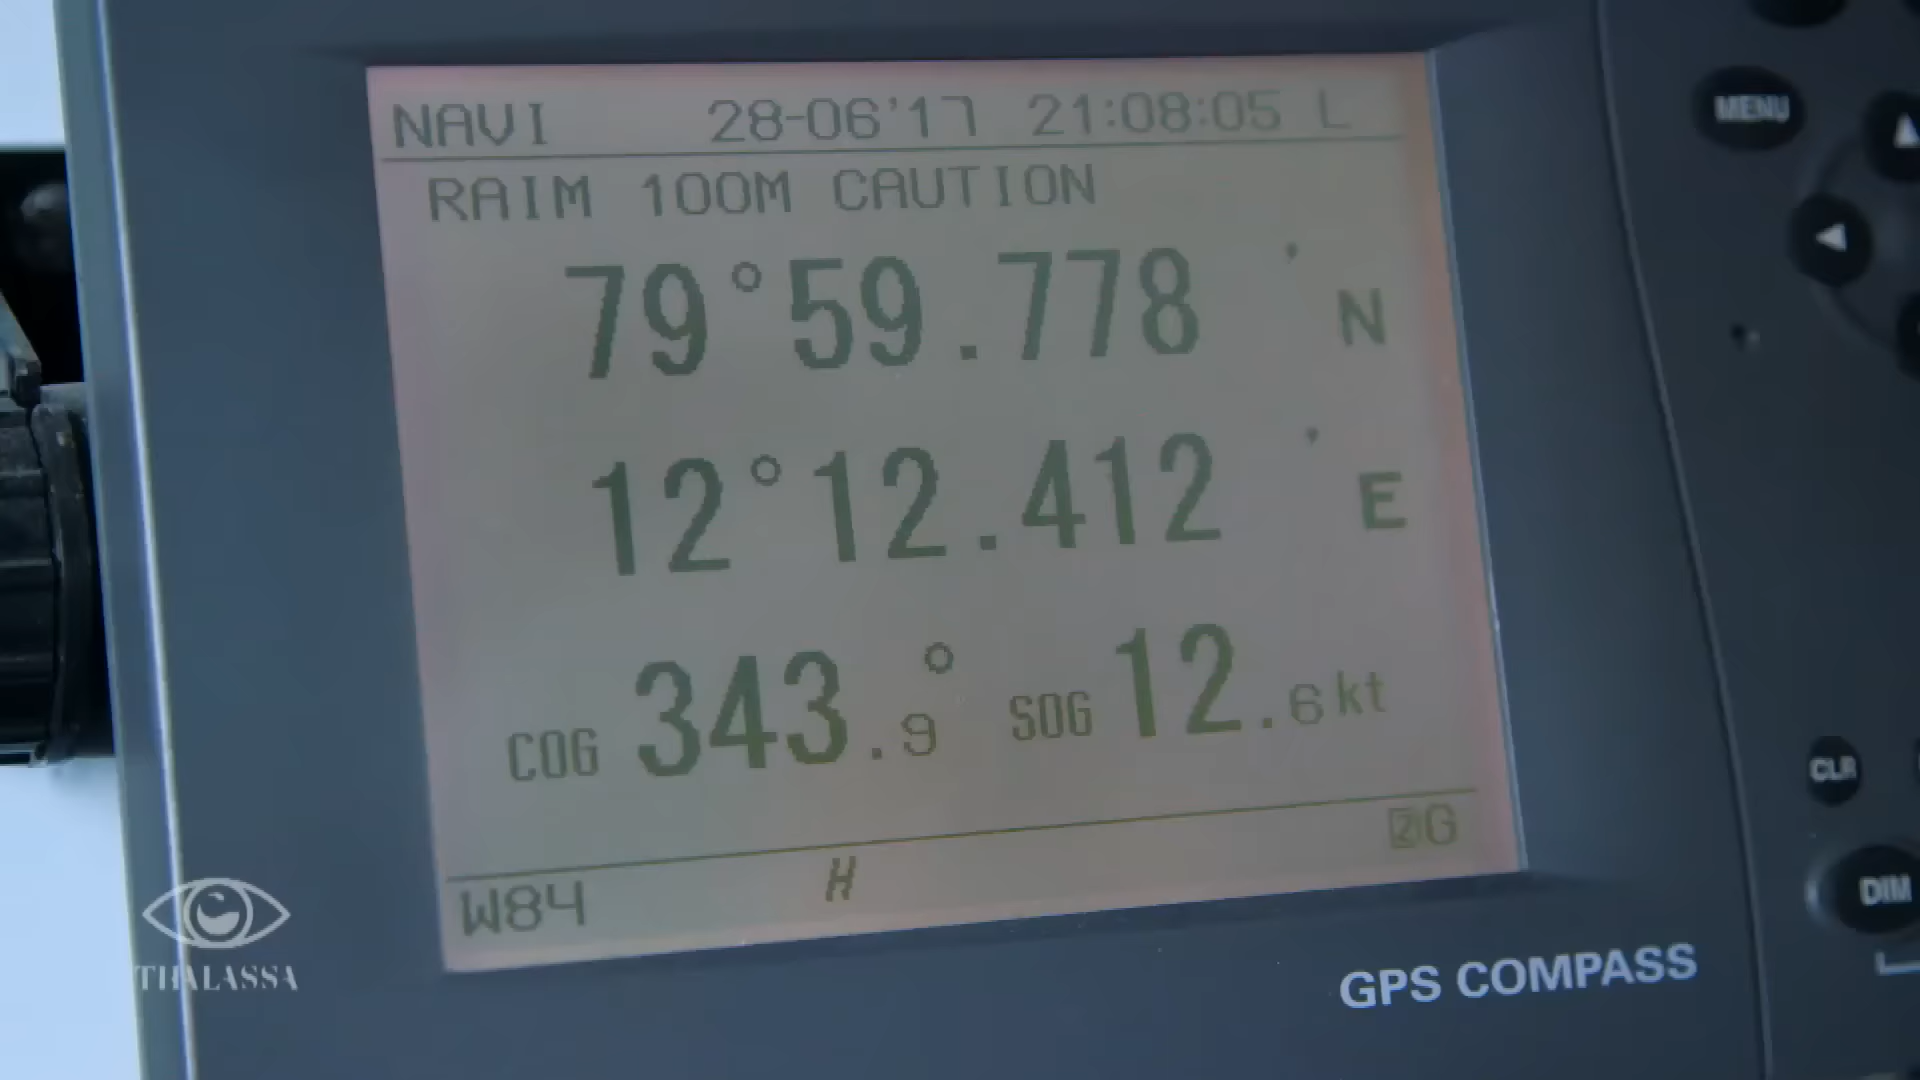 NAVI 28-06'17 21:08:05 L
RAIM 100M CAUTION
79°59.778' N
12°12.412' E
COG 343.9° SOG 12.6kt
2G
W84 H
GPS COMPASS
MENU
CLR
DIM
THALASSA